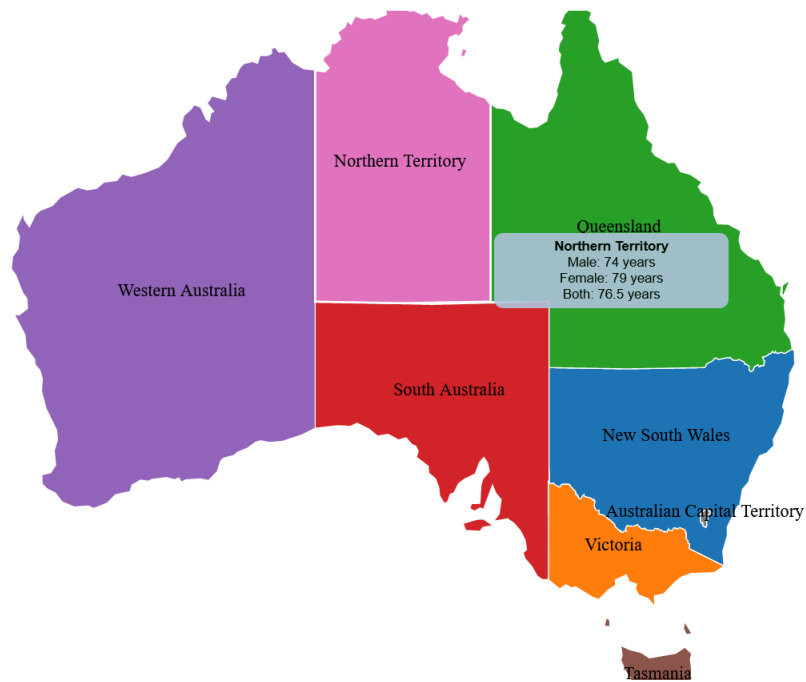 Northern Territory
Queensland
Northern Territory
Male: 74 years
Female: 79 years
Both: 76.5 years
Western Australia
South Australia
New South Wales
Australian Capital Territory
Victoria
Tasmania